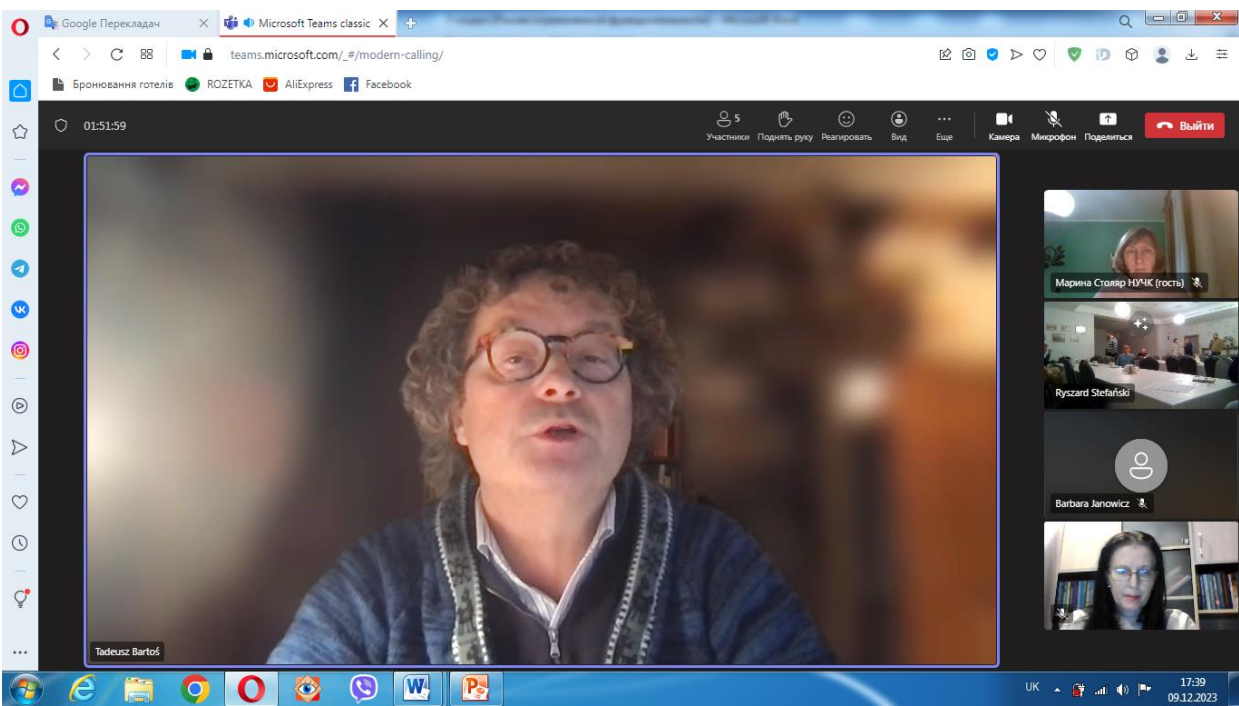 Google Перекладач
Microsoft Teams classic
teams.microsoft.com/_#/modern-calling/
Бронювання готелів
ROZETKA
AliExpress
Facebook
01:51:59
5
Участники
Поднять руку
Реагировать
Вид
Еще
Камера
Микрофон
Поделиться
Выйти
Марина Столяр НУЧК (гость)
Ryszard Stefański
Barbara Janowicz
Tadeusz Bartoś
UK
17:39
09.12.2023